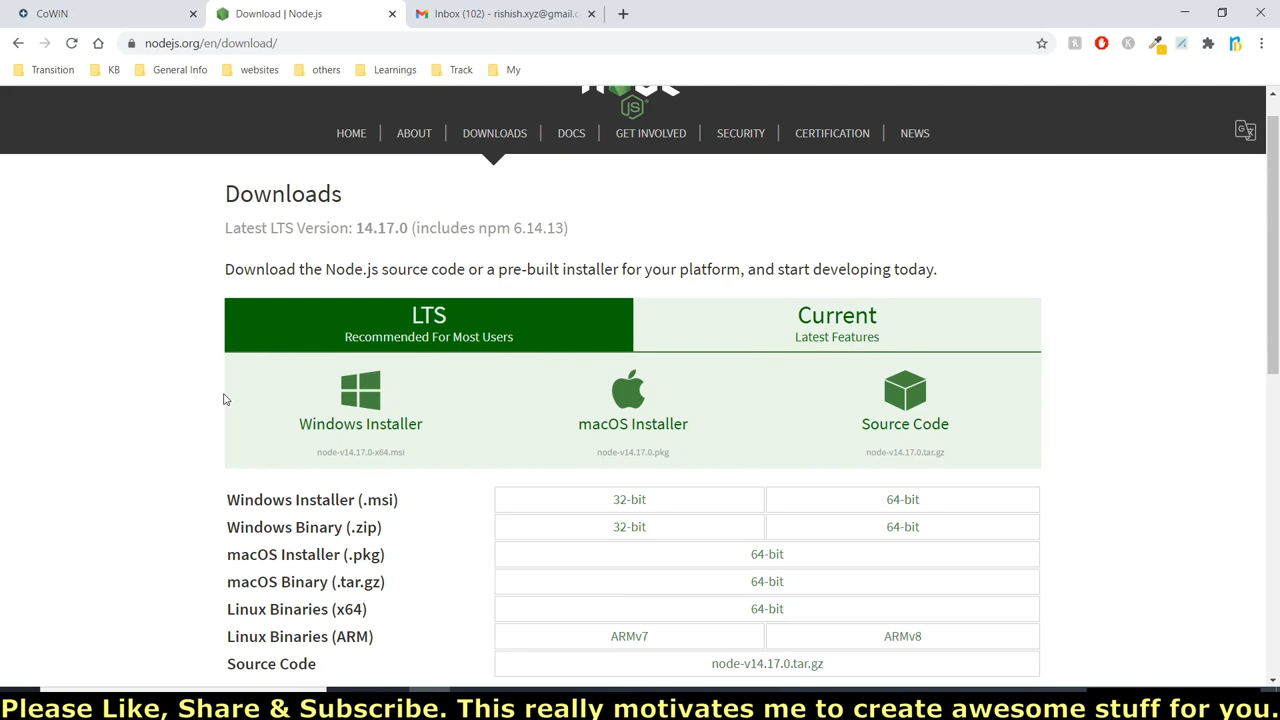 CoWIN
Download | Node.js
Inbox (102) - rishish.xyz@gmail.c
nodejs.org/en/download/
Transition KB General Info websites others Learnings Track My
JS
HOME ABOUT DOWNLOADS DOCS GET INVOLVED SECURITY CERTIFICATION NEWS
Downloads
Latest LTS Version: 14.17.0 (includes npm 6.14.13)
Download the Node.js source code or a pre-built installer for your platform, and start developing today.
LTS
Recommended For Most Users
Current
Latest Features
Windows Installer
node-v14.17.0-x64.msi
macOS Installer
node-v14.17.0.pkg
Source Code
node-v14.17.0.tar.gz
Windows Installer (.msi) 32-bit 64-bit
Windows Binary (.zip) 32-bit 64-bit
macOS Installer (.pkg) 64-bit
macOS Binary (.tar.gz) 64-bit
Linux Binaries (x64) 64-bit
Linux Binaries (ARM) ARMv7 ARMv8
Source Code node-v14.17.0.tar.gz
Please Like, Share & Subscribe. This really motivates me to create awesome stuff for you.